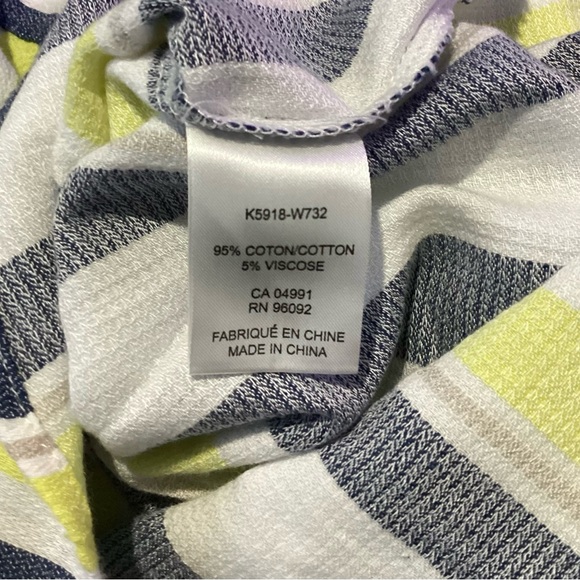 K5918-W732
95% COTON/COTTON
5% VISCOSE
CA 04991
RN 96092
FABRIQUÉ EN CHINE
MADE IN CHINA